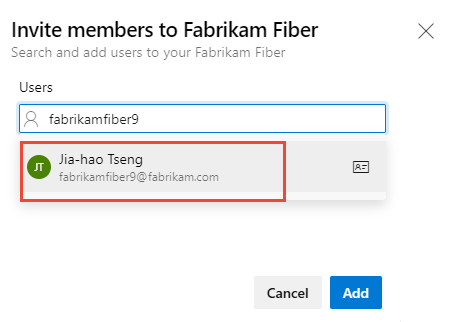 Invite members to Fabrikam Fiber
Search and add users to your Fabrikam Fiber
Users
fabrikamfiber9
JT
Jia-hao Tseng
fabrikamfiber9@fabrikam.com
Cancel
Add